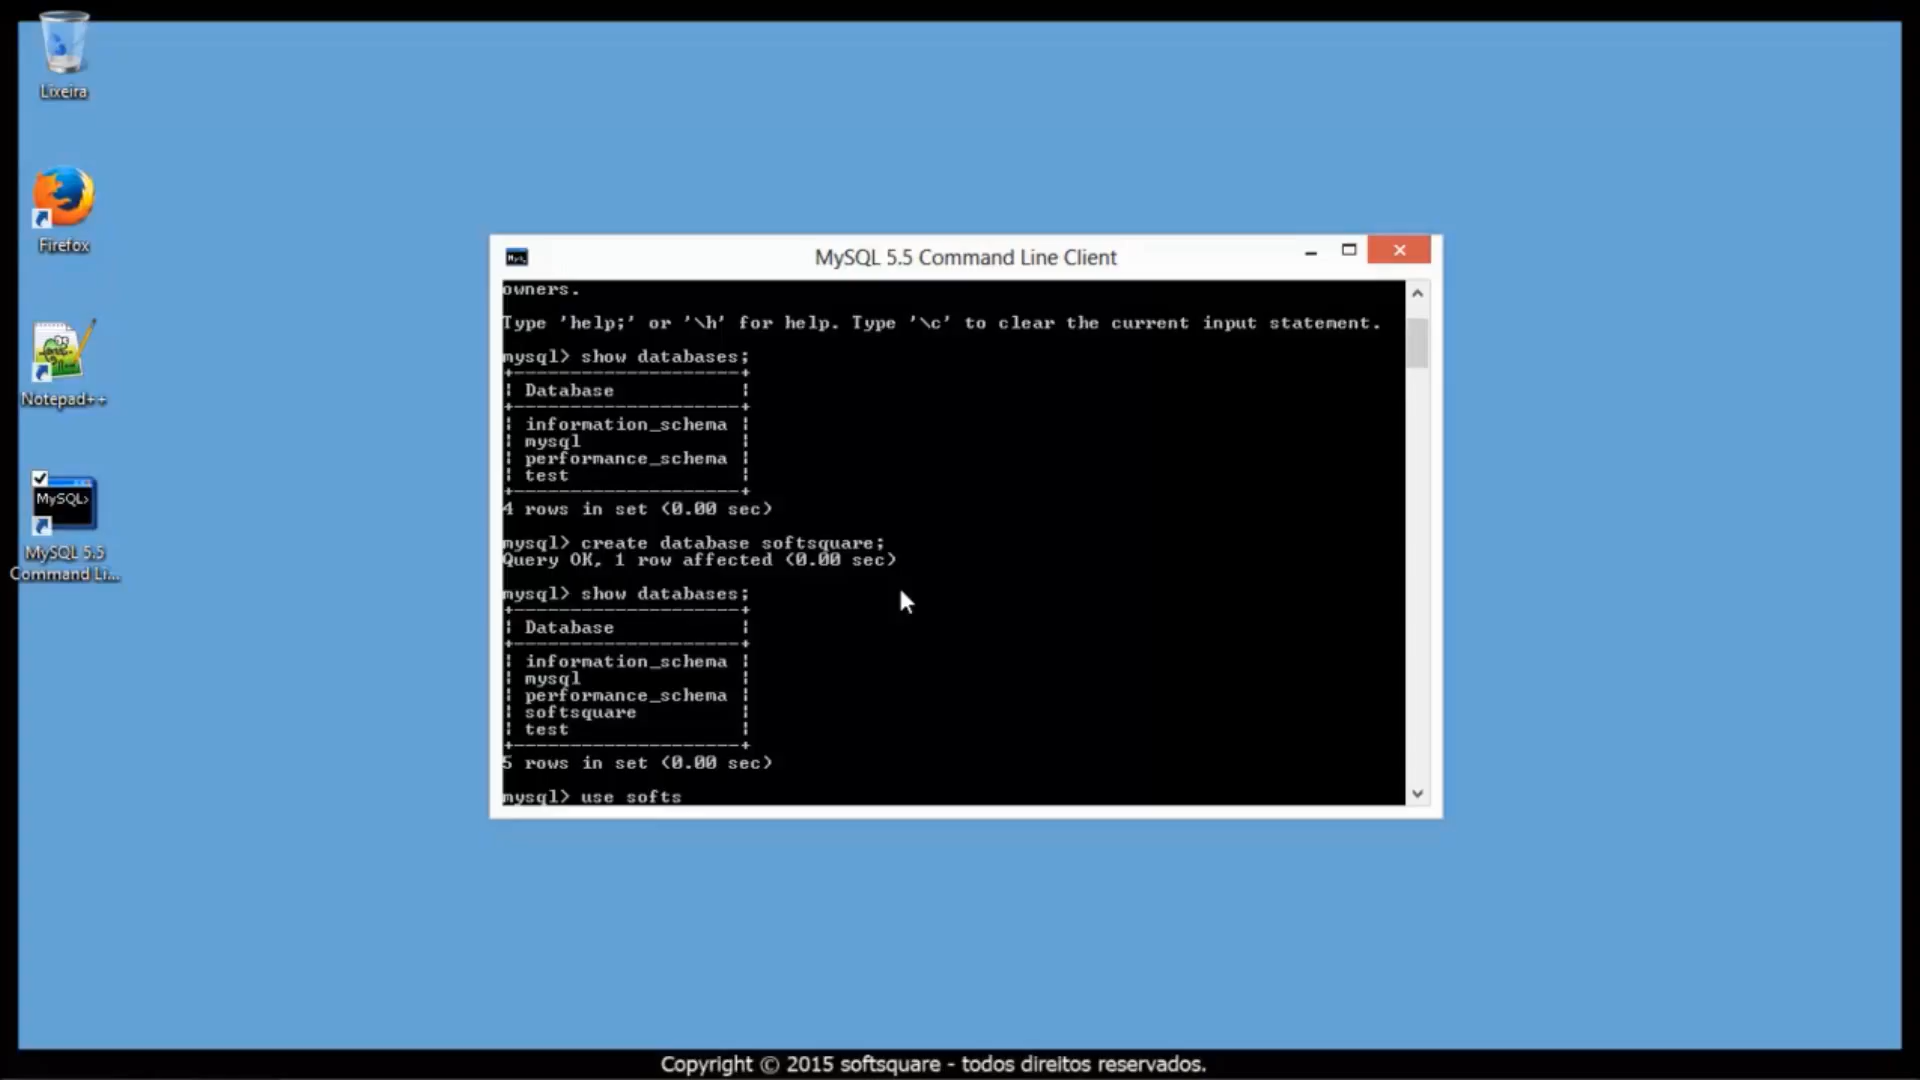 Lixeira
Firefox
Notepad++
MySQL>
MySQL 5.5
Command Li...
MySQL 5.5 Command Line Client
owners.
Type 'help;' or '\h' for help. Type '\c' to clear the current input statement.
mysql> show databases;
+--------------------+
| Database           |
+--------------------+
| information_schema |
| mysql              |
| performance_schema |
| test               |
+--------------------+
4 rows in set (0.00 sec)
mysql> create database softsquare;
Query OK, 1 row affected (0.00 sec)
mysql> show databases;
+--------------------+
| Database           |
+--------------------+
| information_schema |
| mysql              |
| performance_schema |
| softsquare         |
| test               |
+--------------------+
5 rows in set (0.00 sec)
mysql> use softs
Copyright © 2015 softsquare - todos direitos reservados.